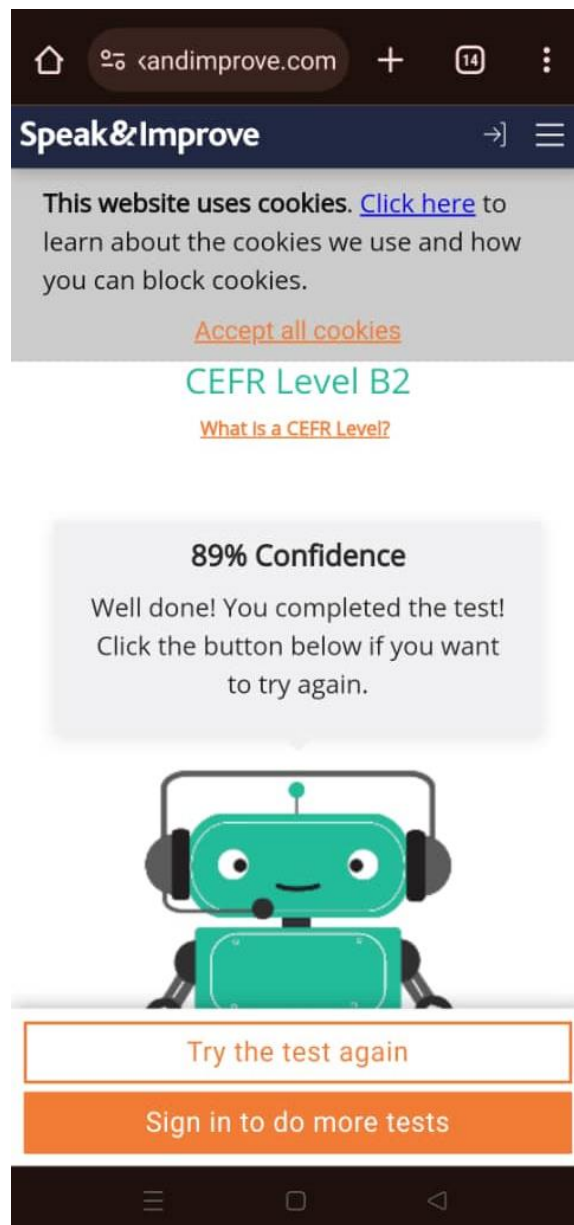 ‹andimprove.com
14
Speak&Improve
This website uses cookies. Click here to
learn about the cookies we use and how
you can block cookies.
Accept all cookies
CEFR Level B2
What is a CEFR Level?
89% Confidence
Well done! You completed the test!
Click the button below if you want
to try again.
Try the test again
Sign in to do more tests